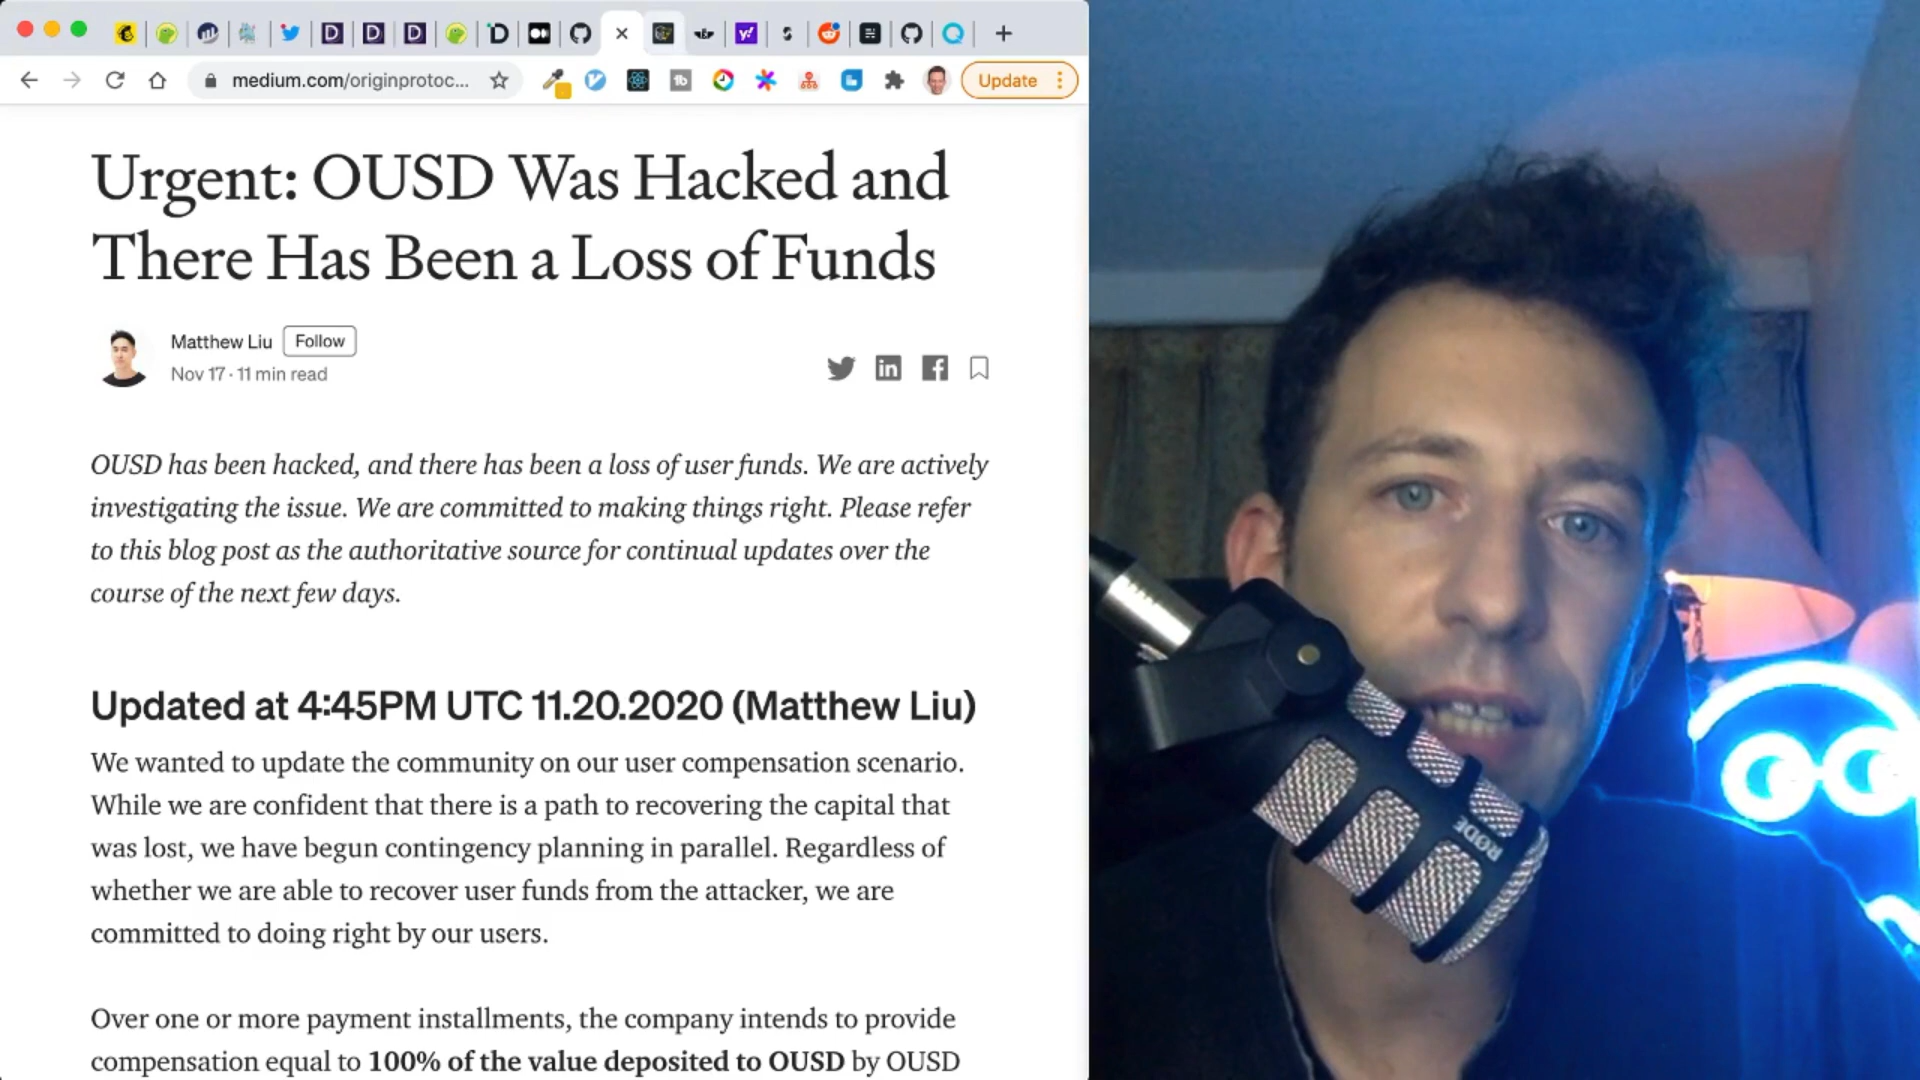 medium.com/originprotoc...
Update
Urgent: OUSD Was Hacked and
There Has Been a Loss of Funds
Matthew Liu Follow
Nov 17 · 11 min read
OUSD has been hacked, and there has been a loss of user funds. We are actively
investigating the issue. We are committed to making things right. Please refer
to this blog post as the authoritative source for continual updates over the
course of the next few days.
Updated at 4:45PM UTC 11.20.2020 (Matthew Liu)
We wanted to update the community on our user compensation scenario.
While we are confident that there is a path to recovering the capital that
was lost, we have begun contingency planning in parallel. Regardless of
whether we are able to recover user funds from the attacker, we are
committed to doing right by our users.
Over one or more payment installments, the company intends to provide
compensation equal to 100% of the value deposited to OUSD by OUSD
RODE